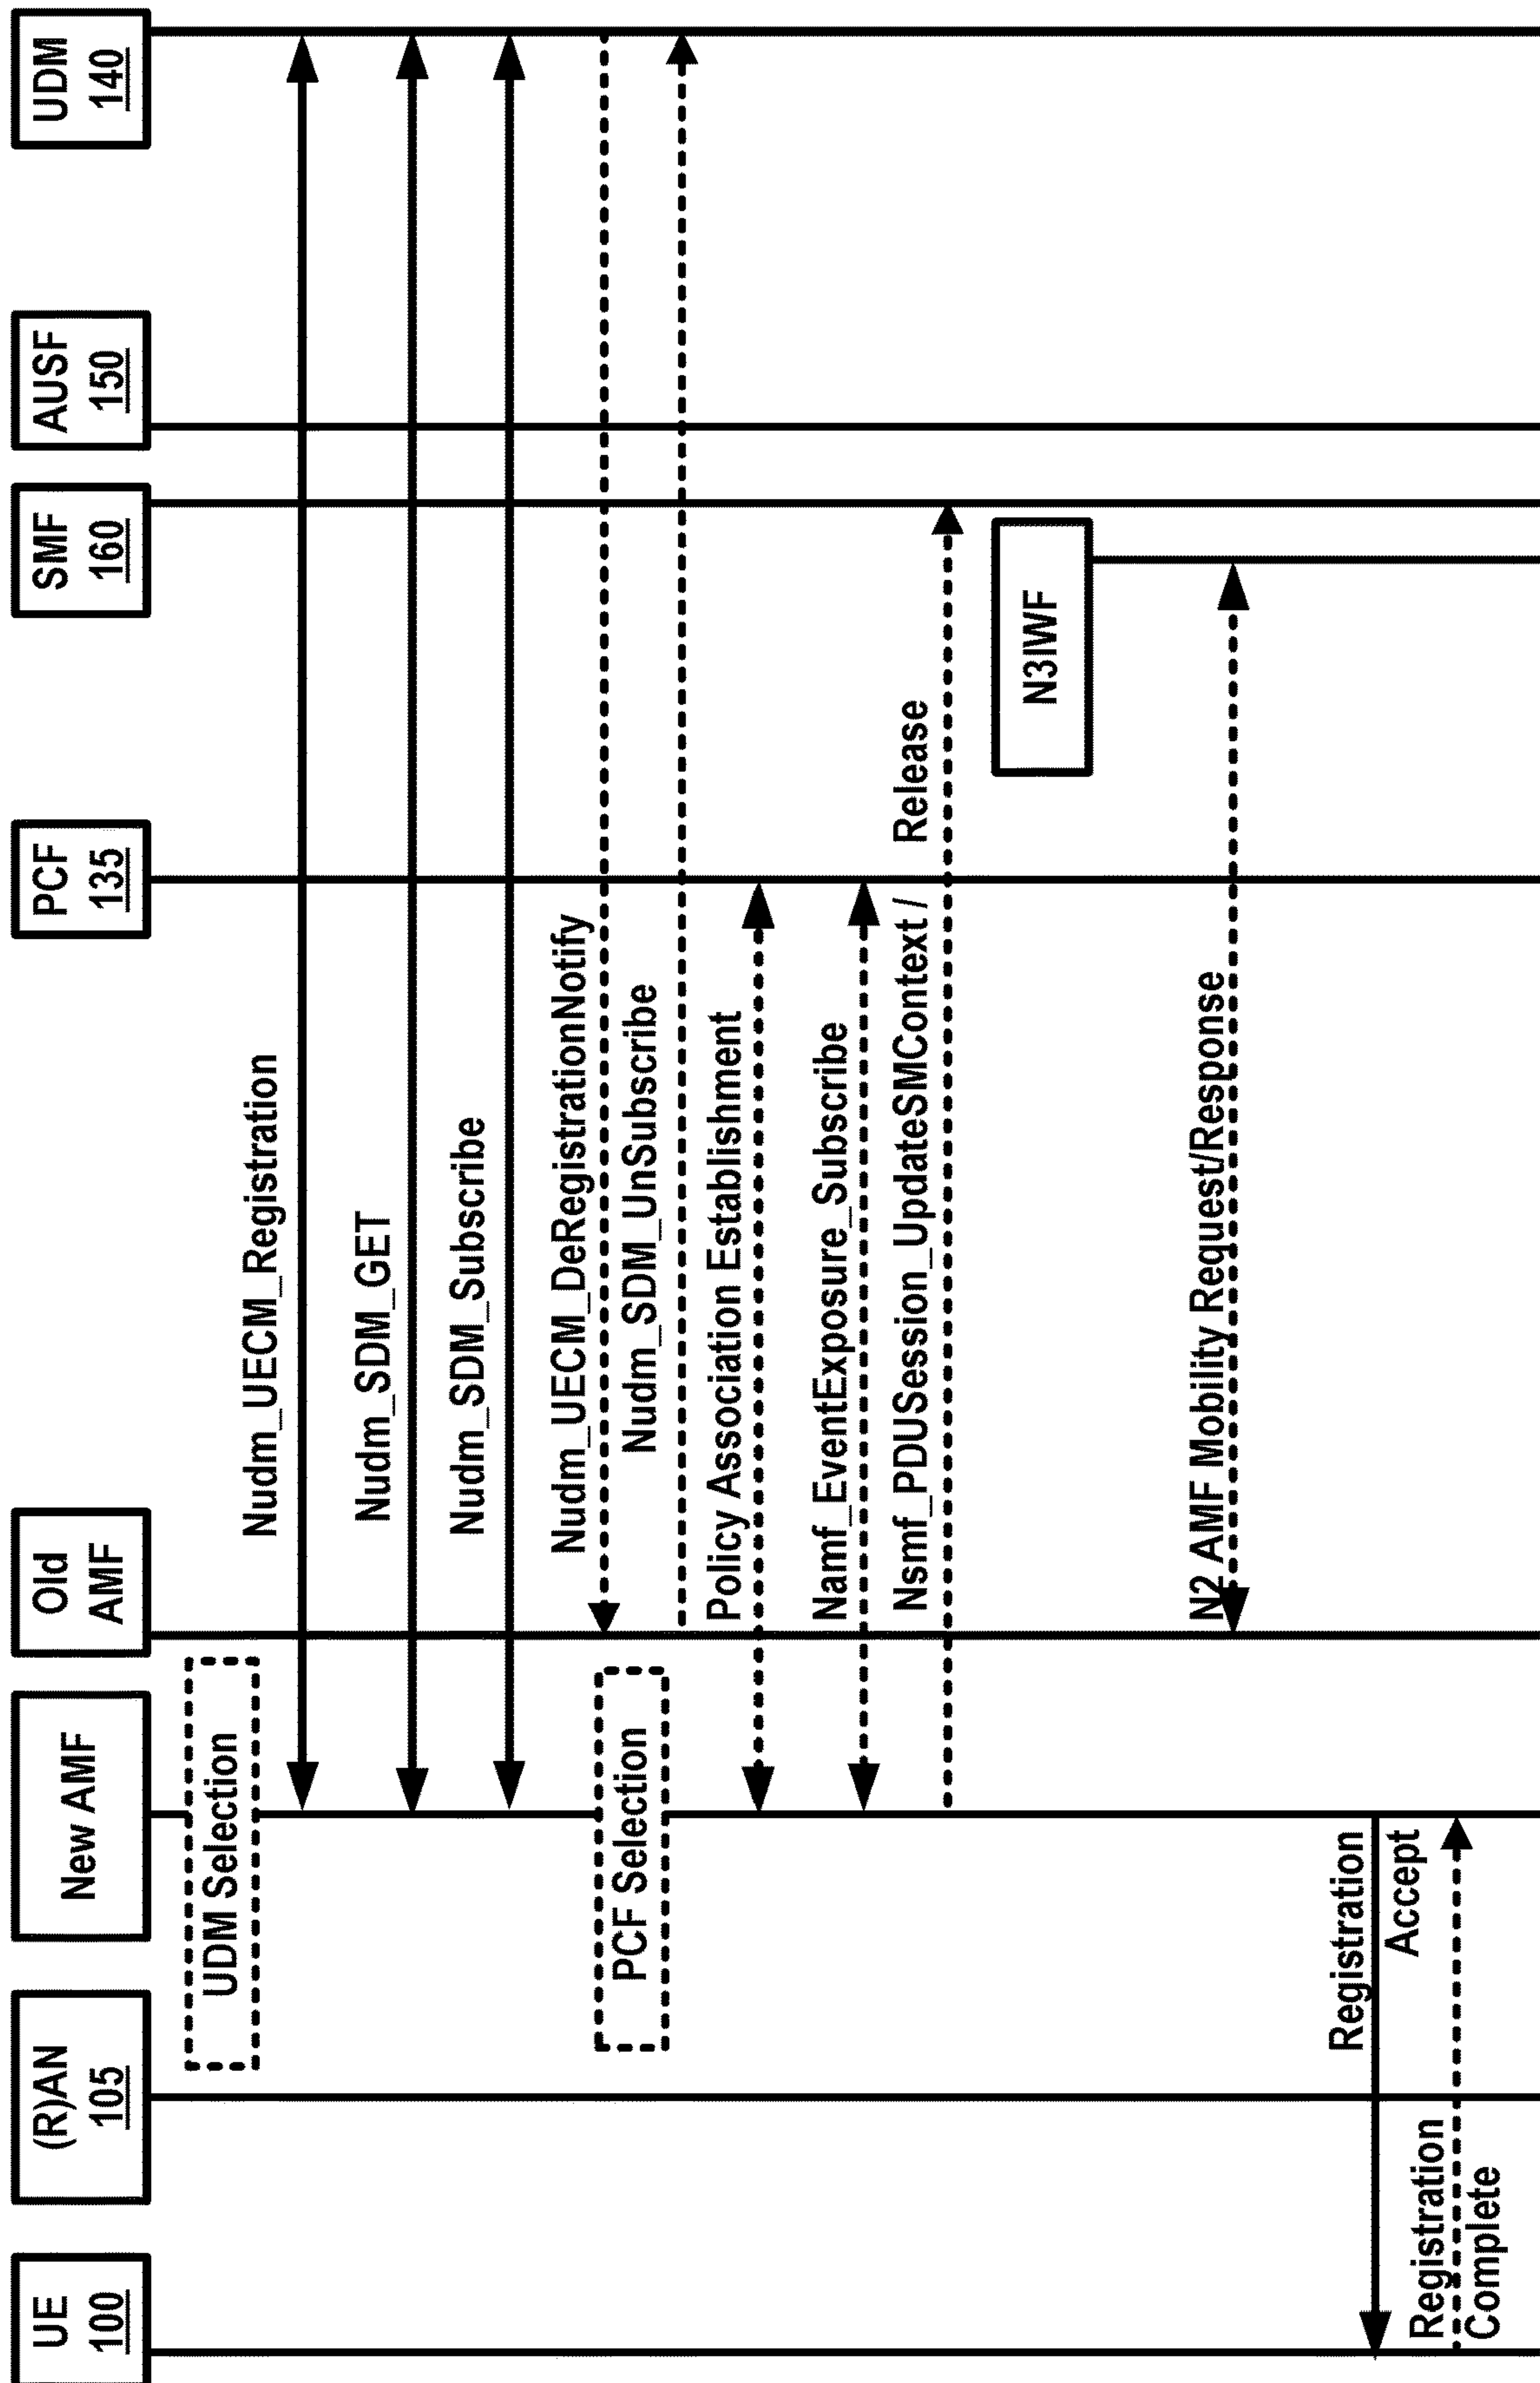 UE
100
(R)AN
105
New AMF
Old
AMF
PCF
135
SMF
160
AUSF
150
UDM
140
UDM Selection
Nudm_UECM_Registration
Nudm_SDM_GET
Nudm_SDM_Subscribe
Nudm_UECM_DeRegistrationNotify
PCF Selection
Nudm_SDM_UnSubscribe
Policy Association Establishment
Namf_EventExposure_Subscribe
Nsmf_PDUSession_UpdateSMContext / Release
N3IWF
N2 AMF Mobility Request/Response
Registration
Accept
Registration
Complete